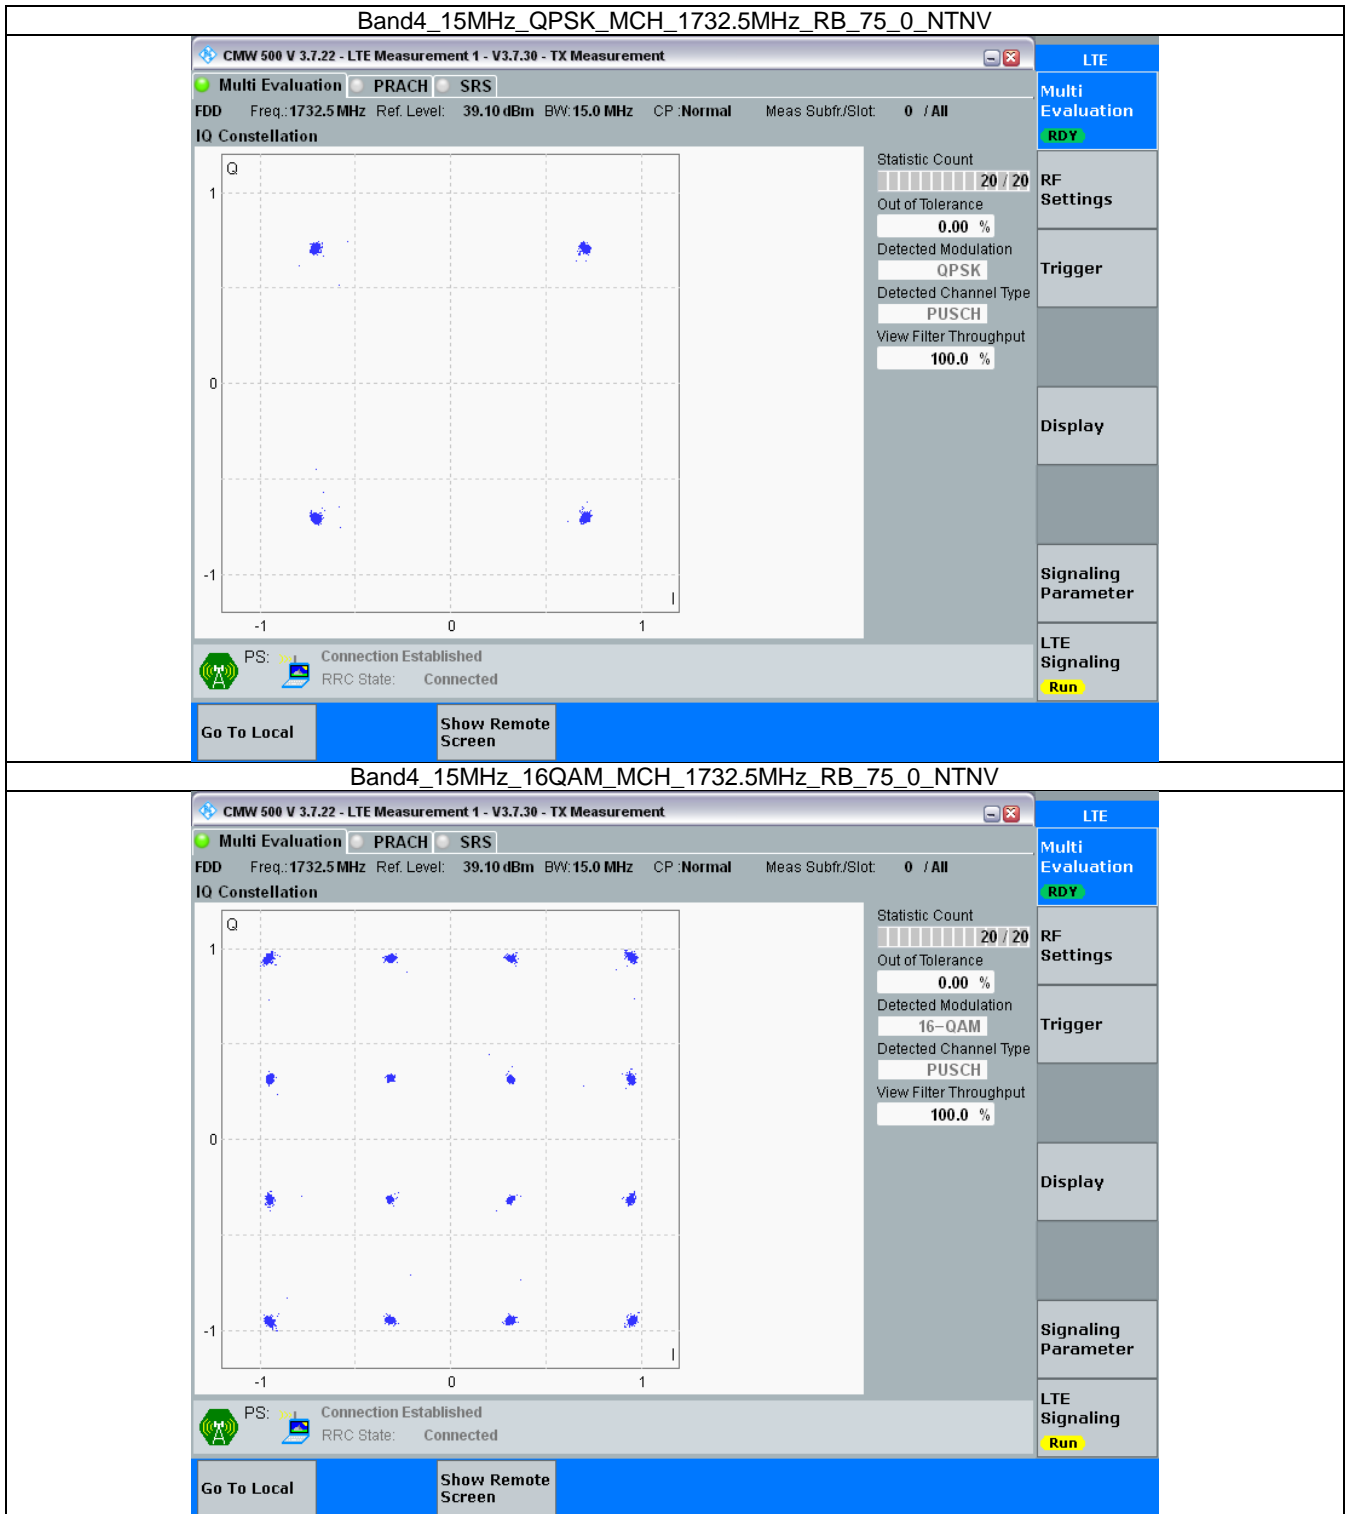 Band4_15MHz_QPSK_MCH_1732.5MHz_RB_75_0_NTNV
CMW 500 V 3.7.22 - LTE Measurement 1 - V3.7.30 - TX Measurement
LTE
Multi Evaluation PRACH SRS
Multi Evaluation
RDY
FDD Freq.: 1732.5 MHz Ref. Level: 39.10 dBm BW: 15.0 MHz CP : Normal Meas Subfr./Slot: 0 / All
IQ Constellation
Q
1
0
-1
I
-1 0 1
Statistic Count
20 / 20
Out of Tolerance
0.00 %
Detected Modulation
QPSK
Detected Channel Type
PUSCH
View Filter Throughput
100.0 %
RF
Settings
Trigger
Display
Signaling
Parameter
LTE
Signaling
Run
PS: Connection Established
RRC State: Connected
Go To Local
Show Remote
Screen
Band4_15MHz_16QAM_MCH_1732.5MHz_RB_75_0_NTNV
CMW 500 V 3.7.22 - LTE Measurement 1 - V3.7.30 - TX Measurement
LTE
Multi Evaluation PRACH SRS
Multi
Evaluation
RDY
FDD Freq.: 1732.5 MHz Ref. Level: 39.10 dBm BW: 15.0 MHz CP : Normal Meas Subfr./Slot: 0 / All
IQ Constellation
Q
1
0
-1
I
-1 0 1
Statistic Count
20 / 20
Out of Tolerance
0.00 %
Detected Modulation
16-QAM
Detected Channel Type
PUSCH
View Filter Throughput
100.0 %
RF
Settings
Trigger
Display
Signaling
Parameter
LTE
Signaling
Run
PS: Connection Established
RRC State: Connected
Go To Local
Show Remote
Screen